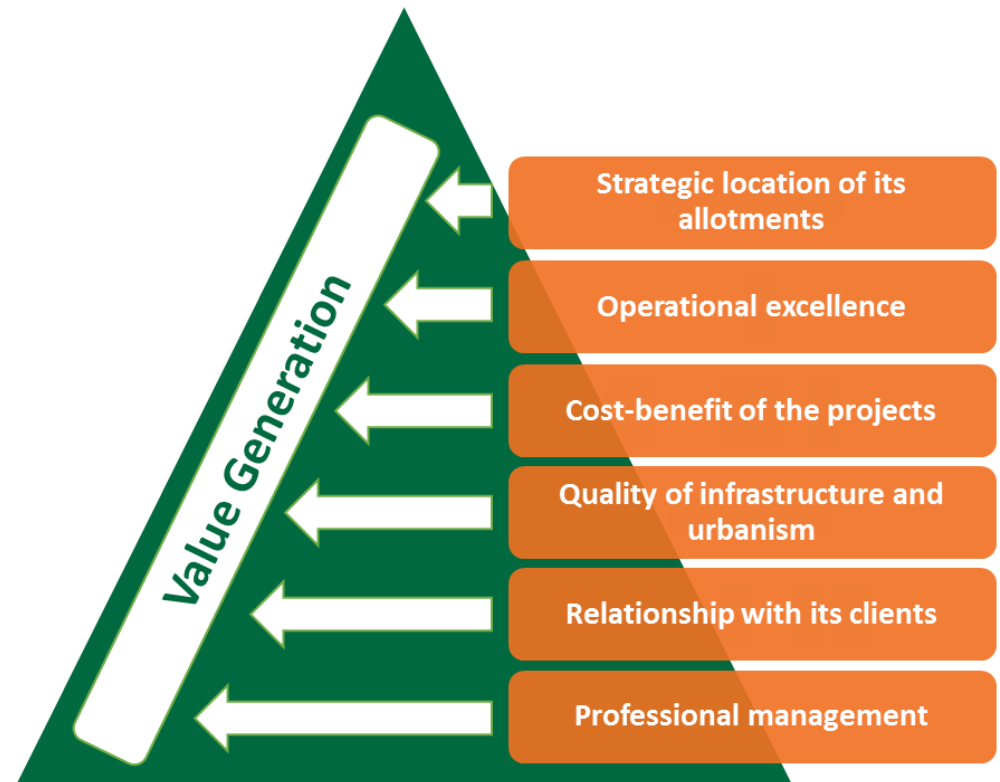 Value Generation
Strategic location of its
allotments
Operational excellence
Cost-benefit of the projects
Quality of infrastructure and
urbanism
Relationship with its clients
Professional management